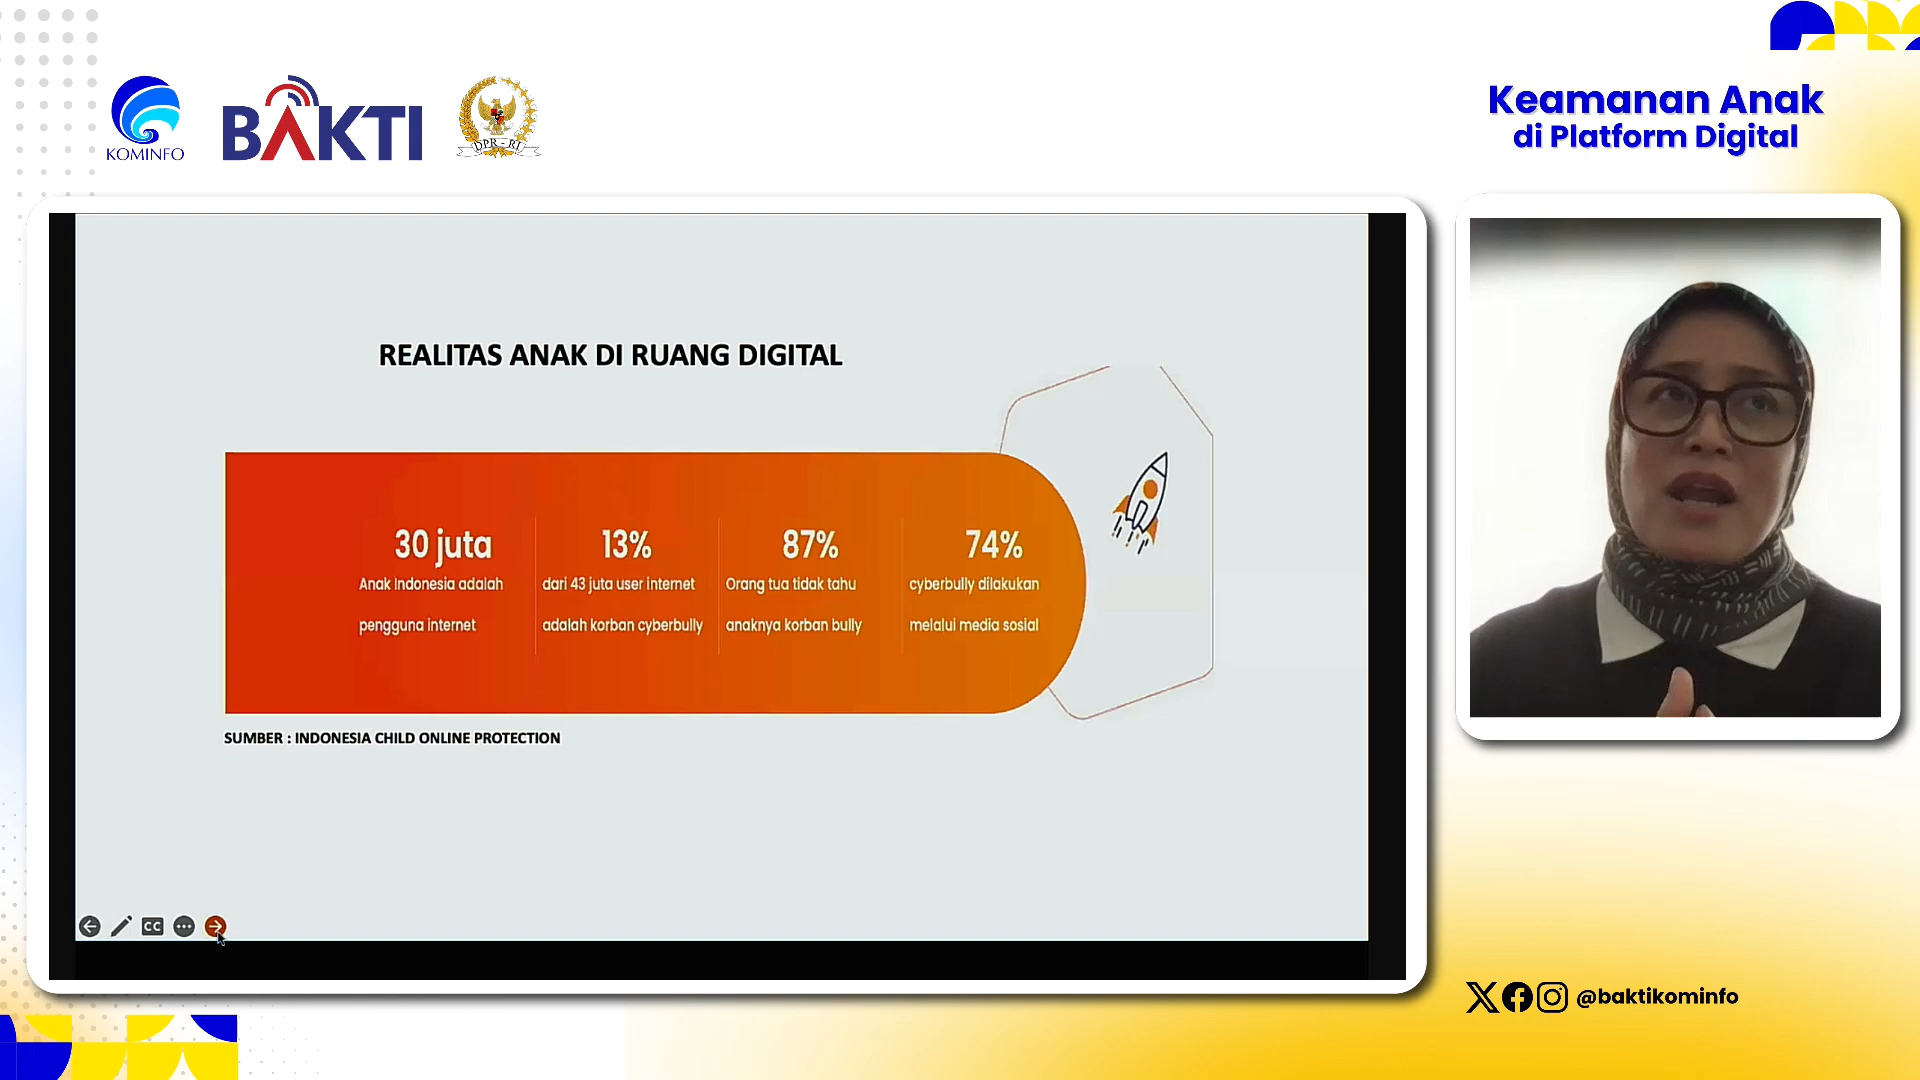 KOMINFO
BAKTI
DPR - RI
Keamanan Anak
di Platform Digital
REALITAS ANAK DI RUANG DIGITAL
30 juta
Anak Indonesia adalah
pengguna internet
13%
dari 43 juta user internet
adalah korban cyberbully
87%
Orang tua tidak tahu
anaknya korban bully
74%
cyberbully dilakukan
melalui media sosial
SUMBER : INDONESIA CHILD ONLINE PROTECTION
CC
@baktikominfo